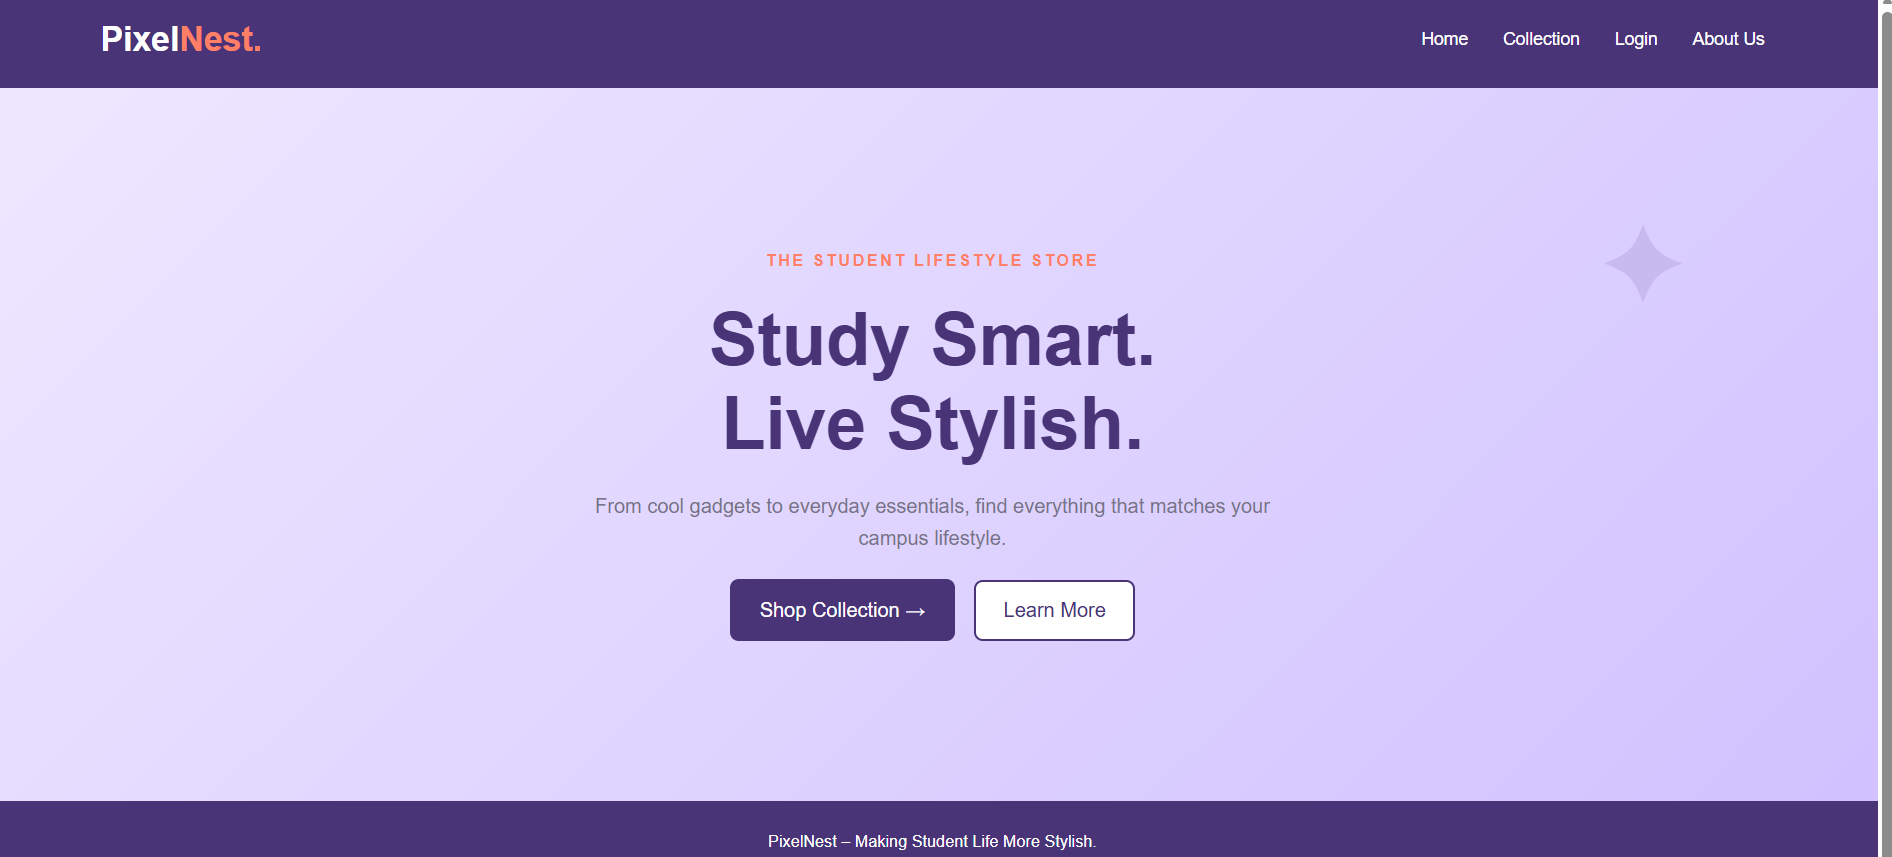 PixelNest.
Home
Collection
Login
About Us
THE STUDENT LIFESTYLE STORE
Study Smart.
Live Stylish.
From cool gadgets to everyday essentials, find everything that matches your
campus lifestyle.
Shop Collection →
Learn More
PixelNest – Making Student Life More Stylish.